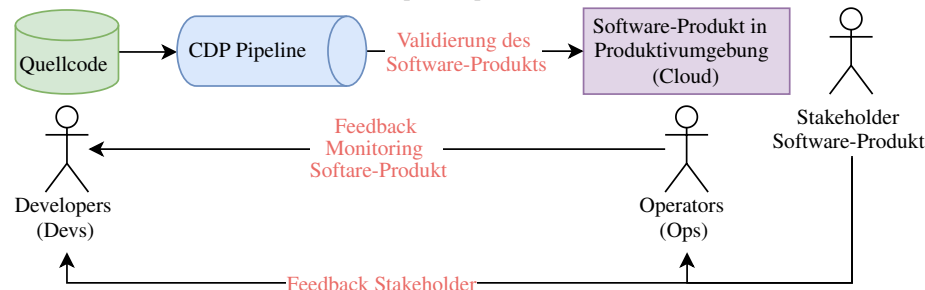 Quellcode
CDP Pipeline
Validierung des
Software-Produkts
Software-Produkt in
Produktivumgebung
(Cloud)
Stakeholder
Software-Produkt
Feedback
Monitoring
Softare-Produkt
Developers
(Devs)
Operators
(Ops)
Feedback Stakeholder